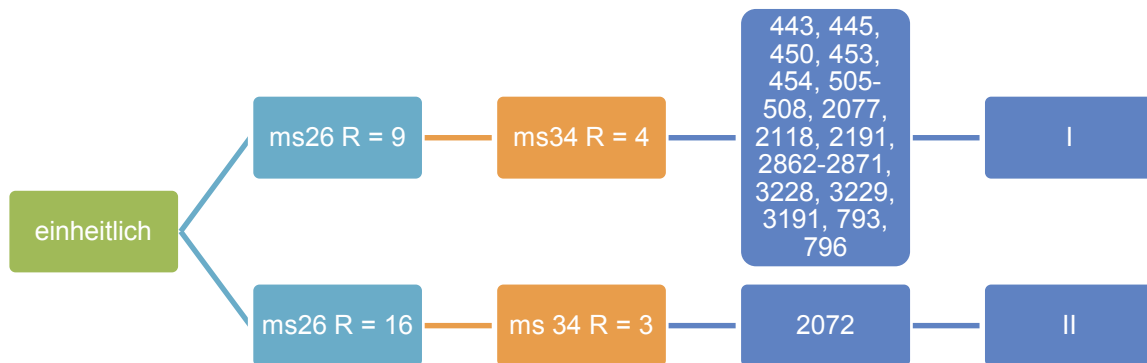 einheitlich
ms26 R = 9
ms34 R = 4
443, 445,
450, 453,
454, 505-
508, 2077,
2118, 2191,
2862-2871,
3228, 3229,
3191, 793,
796
I
ms26 R = 16
ms 34 R = 3
2072
II